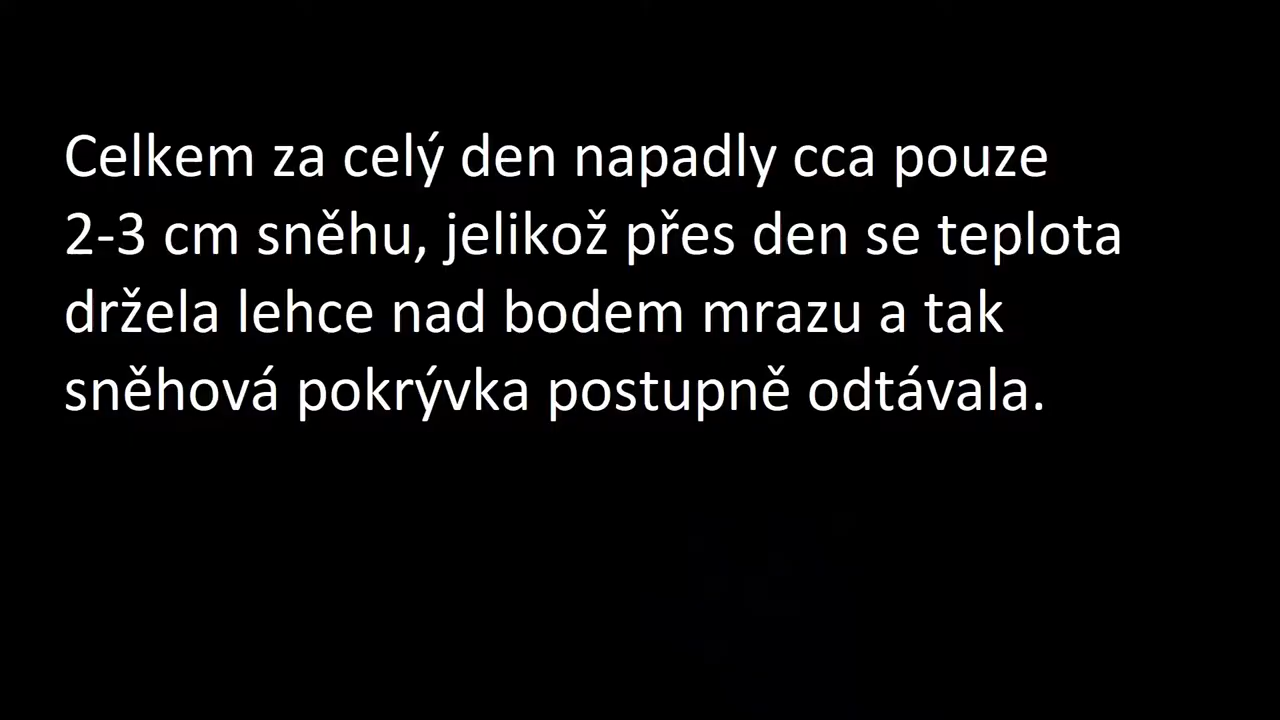 Celkem za celý den napadly cca pouze
2-3 cm sněhu, jelikož přes den se teplota
držela lehce nad bodem mrazu a tak
sněhová pokrývka postupně odtávala.